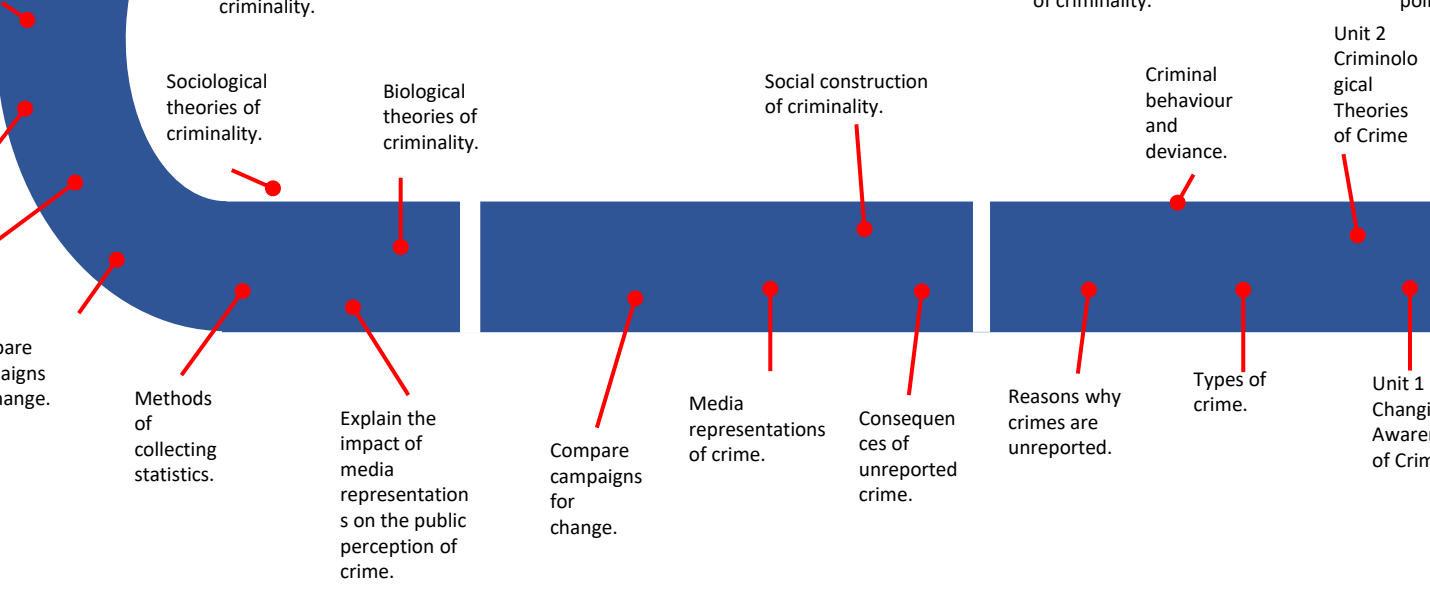 criminality.
of criminality.
Unit 2
Criminolo
gical
Theories
of Crime
Sociological
theories of
criminality.
Biological
theories of
criminality.
Social construction
of criminality.
Criminal
behaviour
and
deviance.
hange.
Methods
of
collecting
statistics.
Explain the
impact of
media
representation
s on the public
perception of
crime.
Compare
campaigns
for
change.
Media
representations
of crime.
Consequen
ces of
unreported
crime.
Reasons why
crimes are
unreported.
Types of
crime.
Unit 1
Changi
Awarer
of Crim